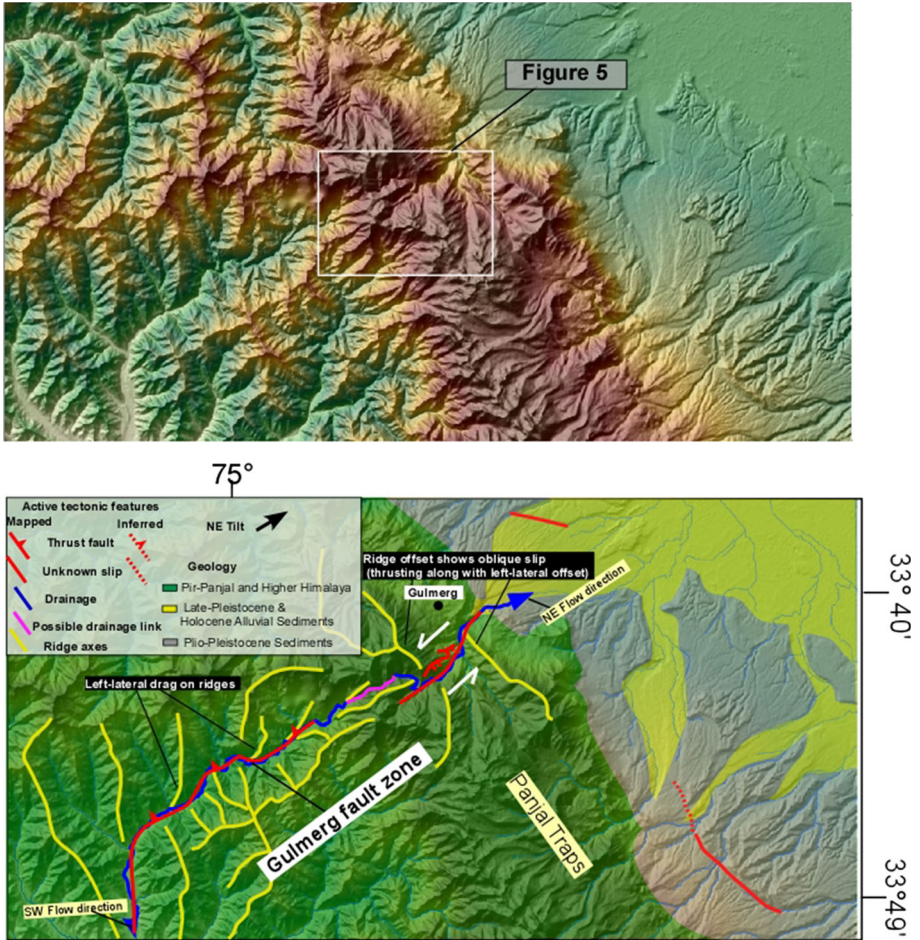 Figure 5
75°
Active tectonic features
Mapped
Inferred
Thrust fault
Unknown slip
Drainage
Possible drainage link
Ridge axes
NE Tilt
Geology
Pir-Panjal and Higher Himalaya
Late-Pleistocene &
Holocene Alluvial Sediments
Plio-Pleistocene Sediments
Ridge offset shows oblique slip
(thrusting along with left-lateral offset)
Gulmerg
NE Flow direction
33°
40'
Left-lateral drag on ridges
Gulmerg fault zone
Panjal Traps
SW Flow direction
33°49'